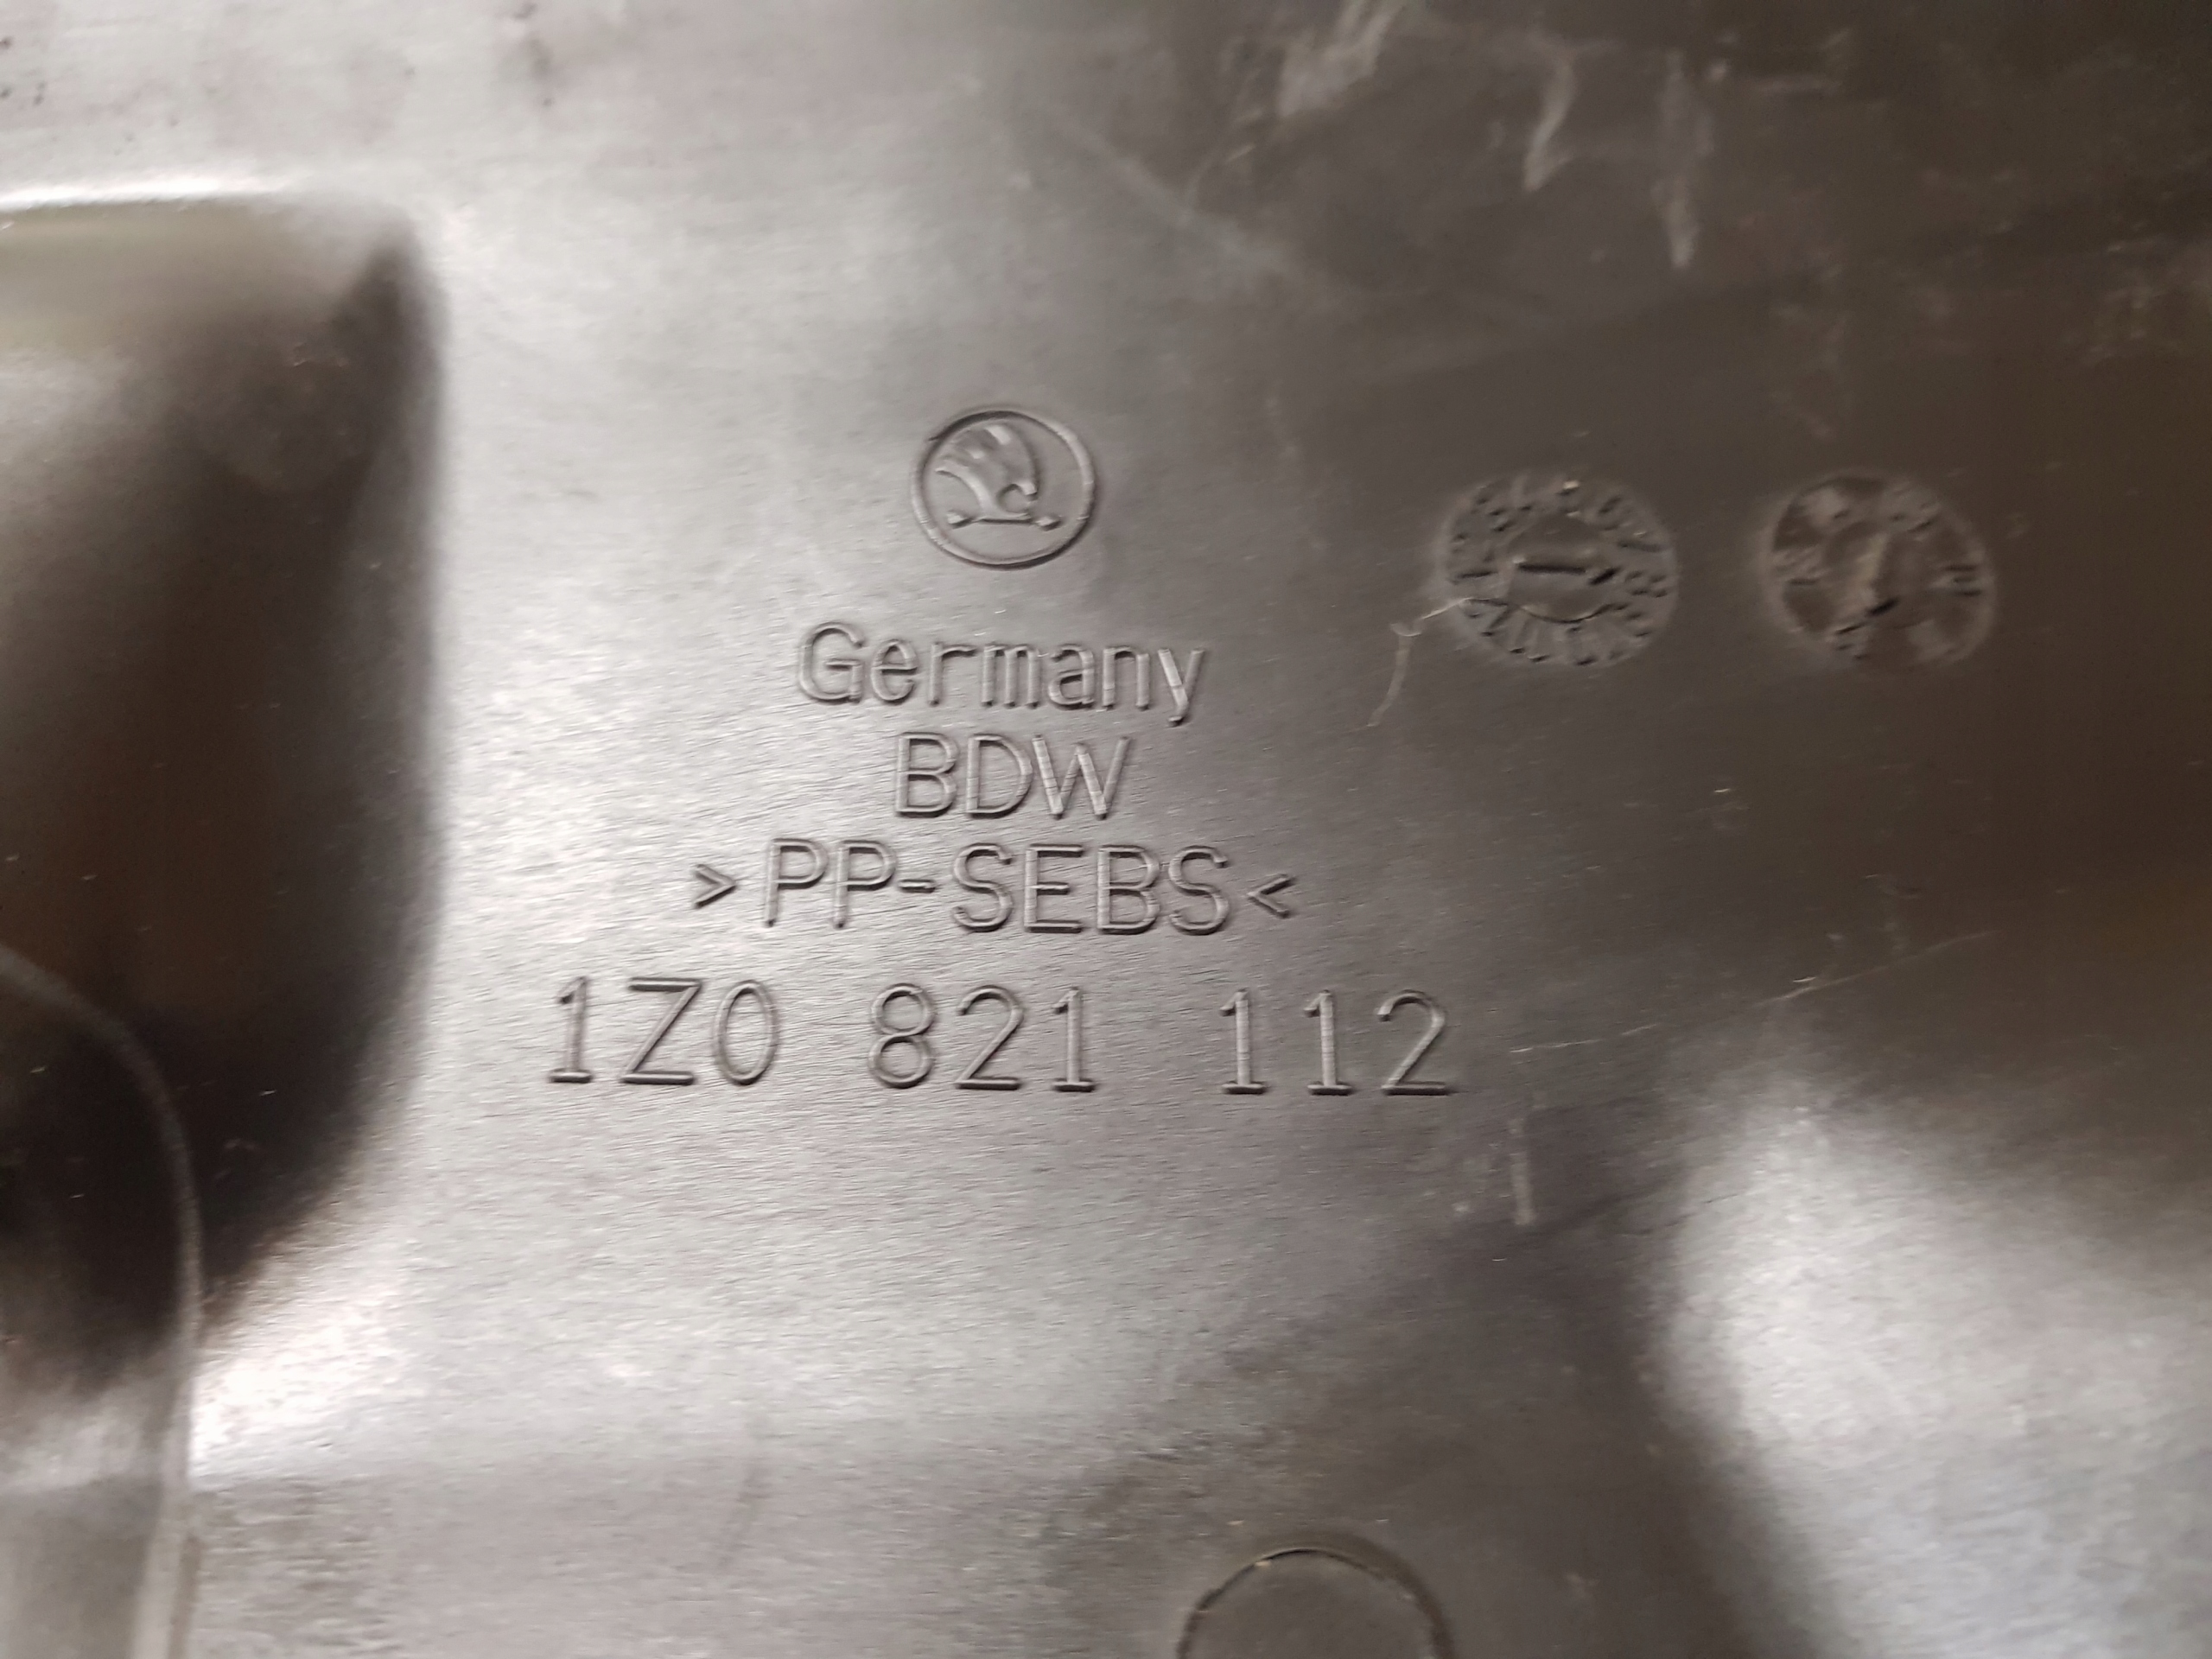 Germany
BDW
>PP-SEBS<
1Z0 821 112